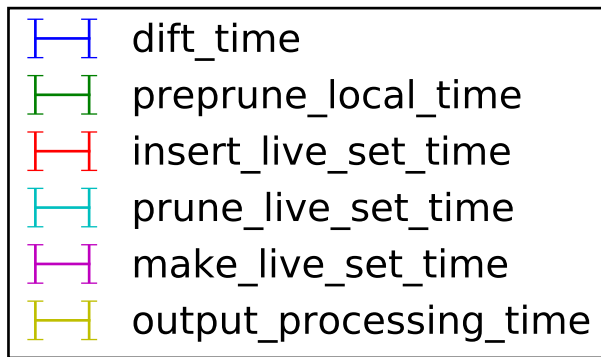 dift_time
preprune_local_time
insert_live_set_time
prune_live_set_time
make_live_set_time
output_processing_time